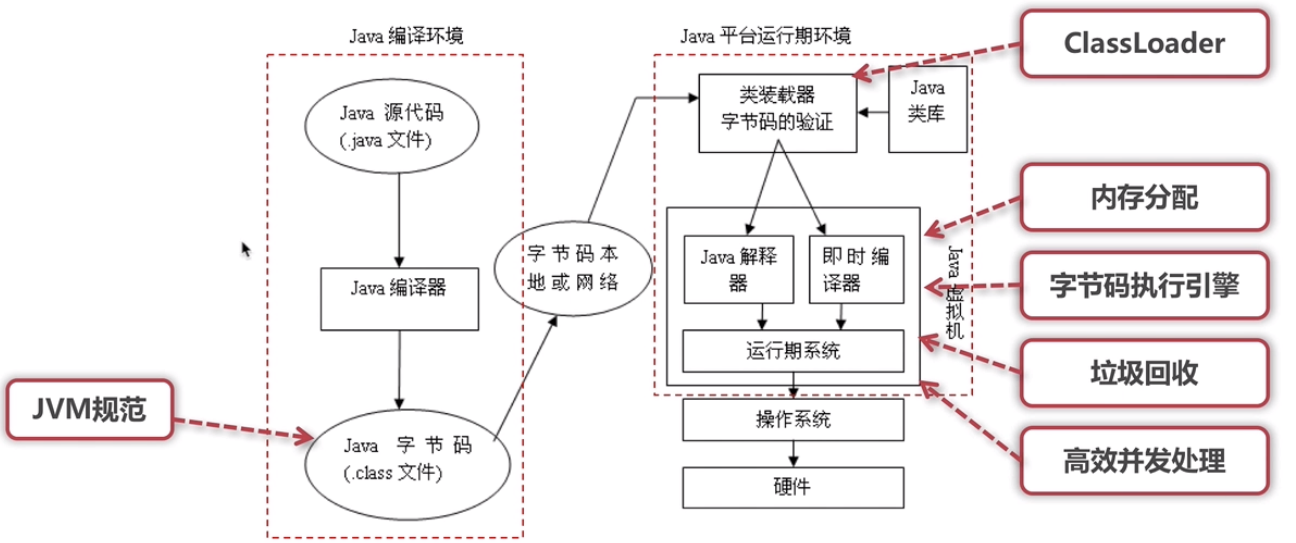 Java 编译环境
Java 源代码
(.java 文件)
Java 编译器
Java 字节码
(.class 文件)
JVM规范
字节码本
地或网络
Java 平台运行期环境
类装载器
字节码的验证
Java
类库
Java 解释
器
即时编
译器
运行期系统
Java 虚拟机
操作系统
硬件
ClassLoader
内存分配
字节码执行引擎
垃圾回收
高效并发处理